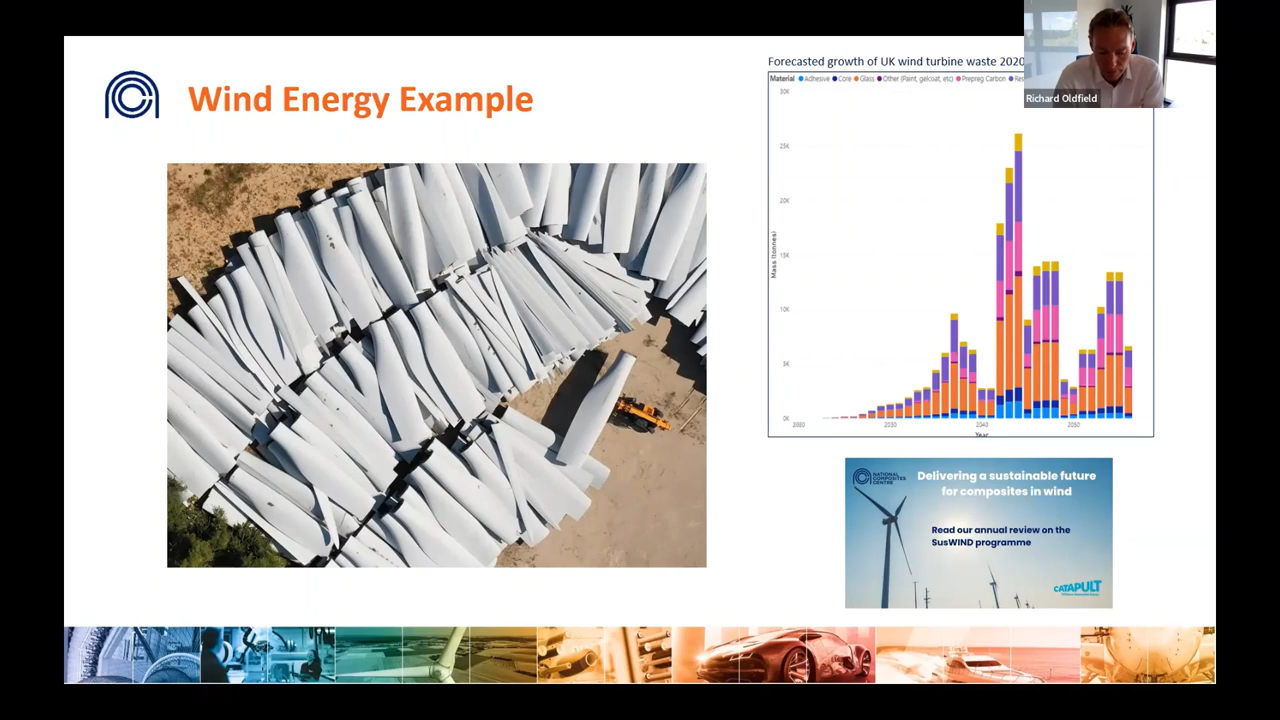 Wind Energy Example
Forecasted growth of UK wind turbine waste 2020
Material Adhesive Core Glass Other (Paint, gelcoat, etc) Prepreg Carbon Res
30K
25K
20K
15K
10K
5K
0K
Mass (tonnes)
2020 2030 2040 2050
Year
Richard Oldfield
NATIONAL
COMPOSITES
CENTRE
Delivering a sustainable future
for composites in wind
Read our annual review on the
SusWIND programme
CATAPULT